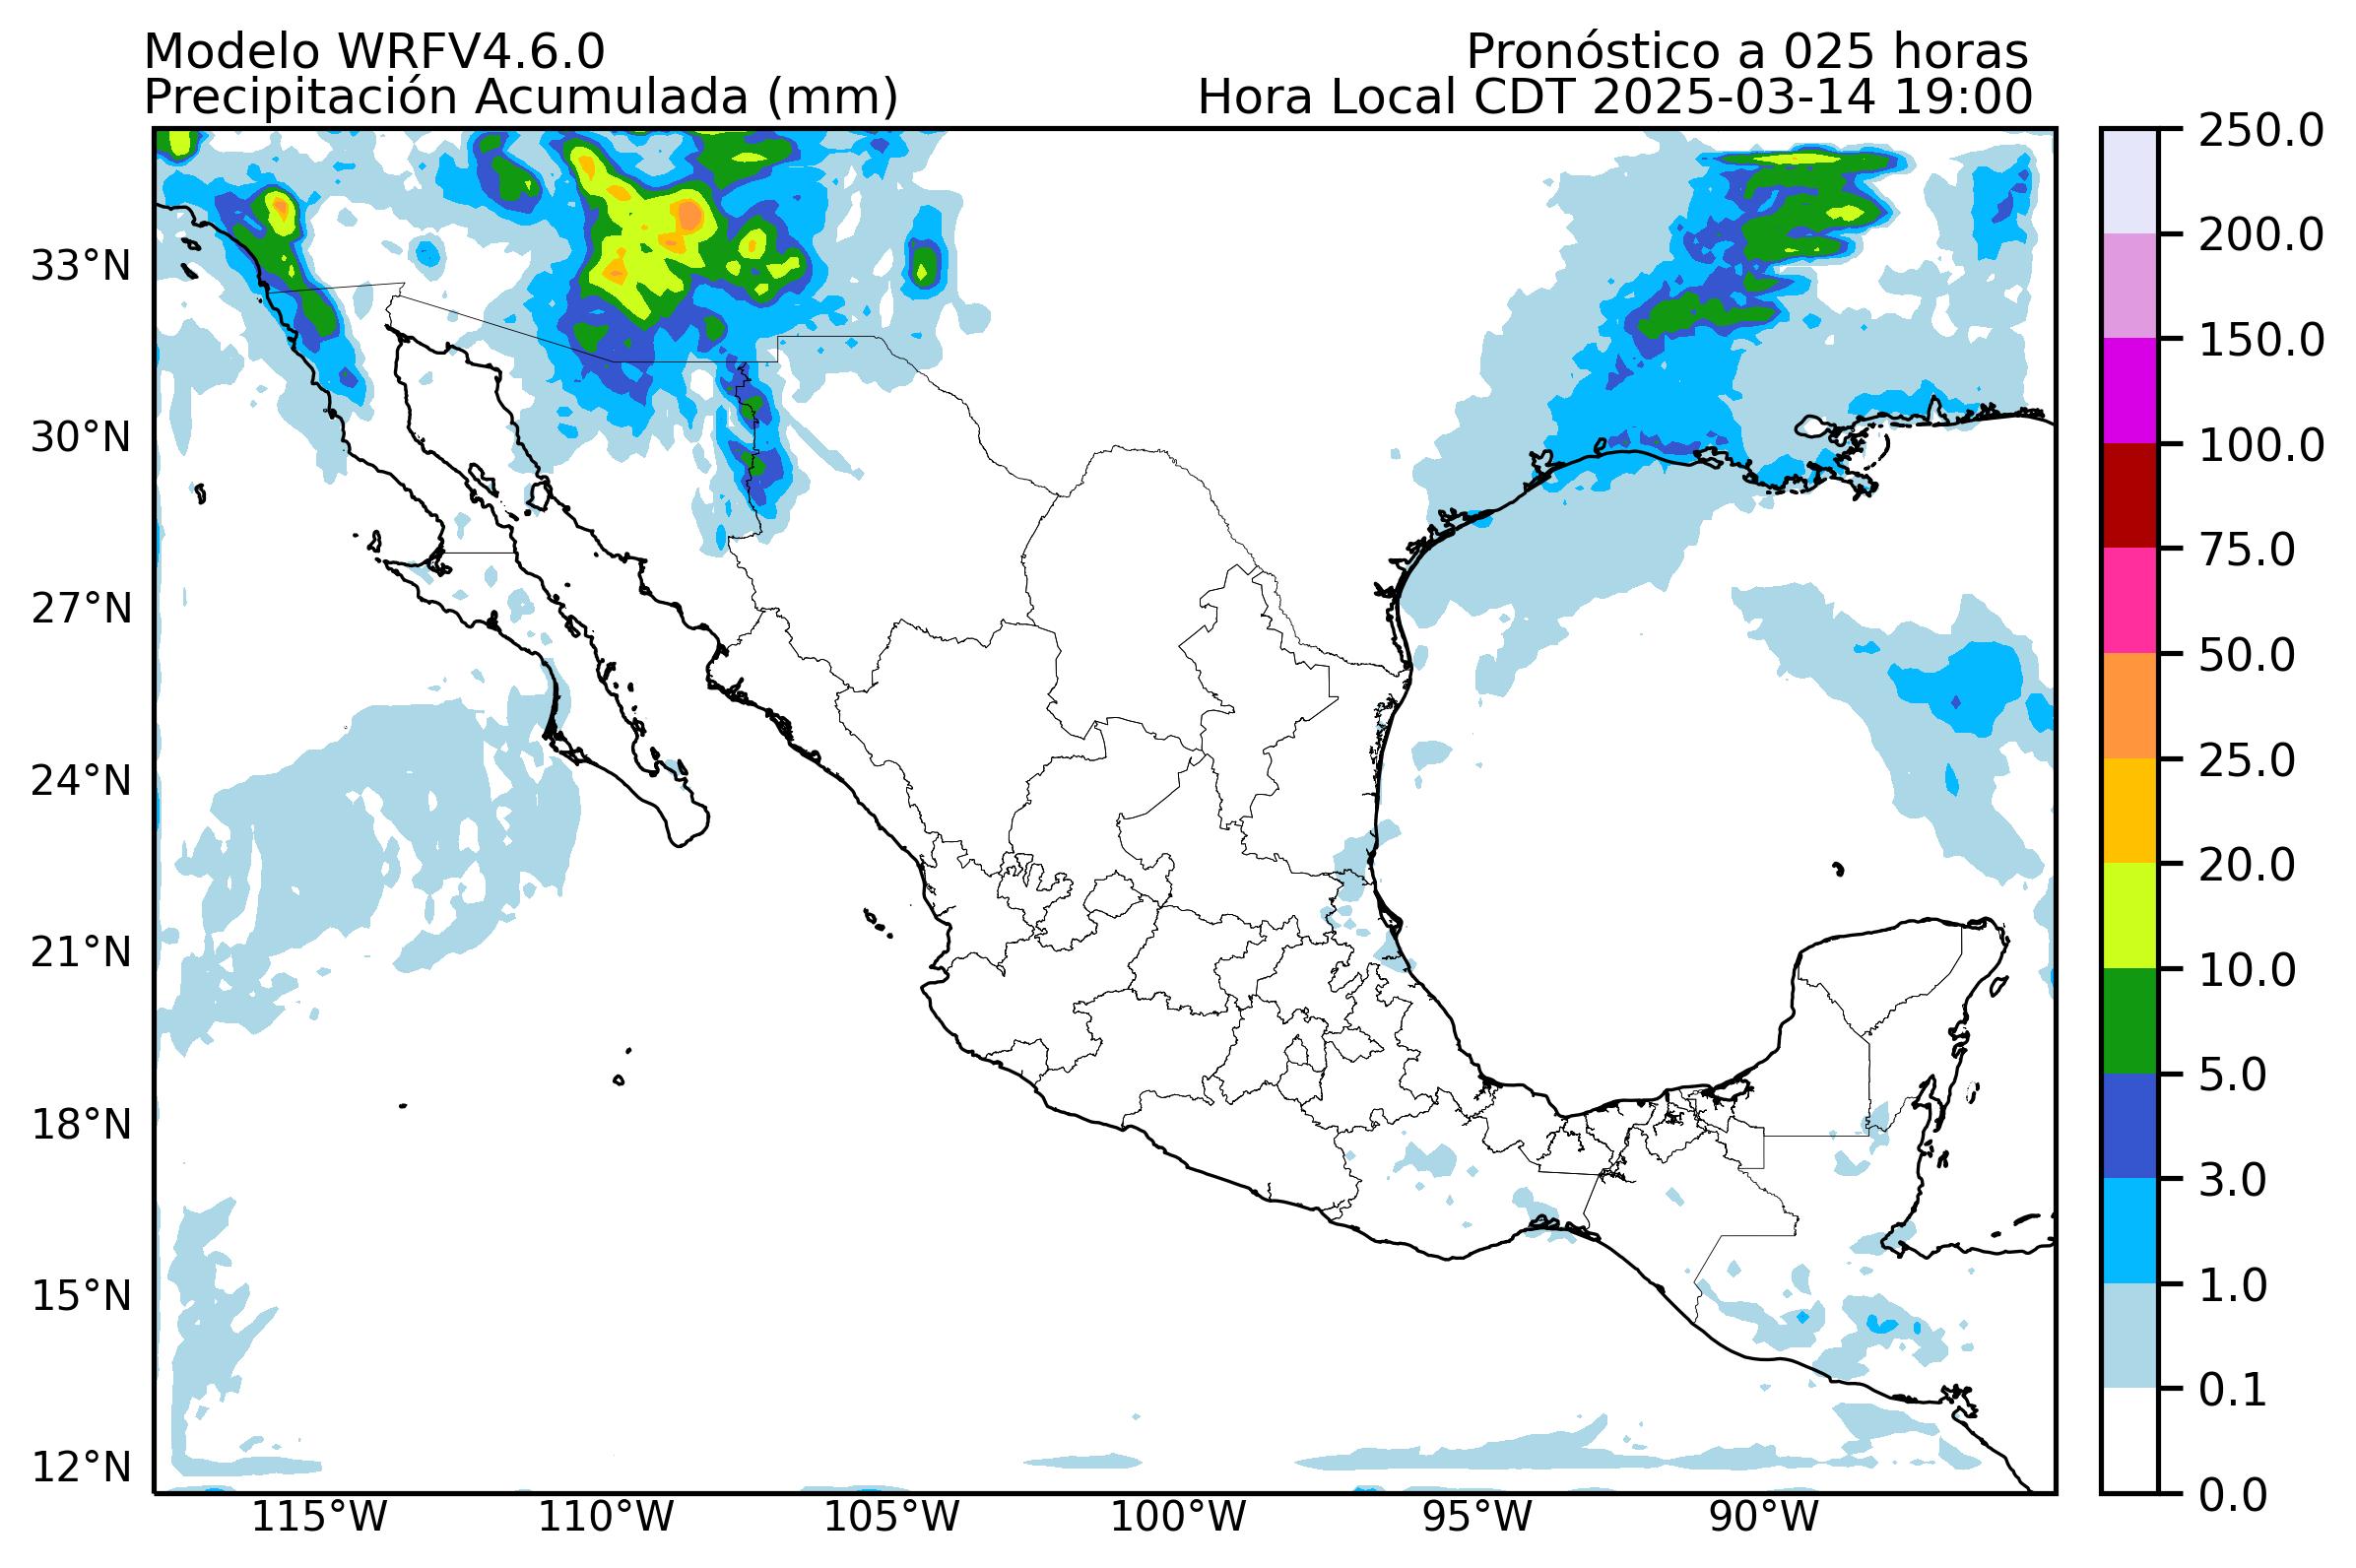 Modelo WRFV4.6.0
Pronóstico a 025 horas
Precipitación Acumulada (mm)
Hora Local CDT 2025-03-14 19:00
33°N
30°N
27°N
24°N
21°N
18°N
15°N
12°N
115°W
110°W
105°W
100°W
95°W
90°W
250.0
200.0
150.0
100.0
75.0
50.0
25.0
20.0
10.0
5.0
3.0
1.0
0.1
0.0